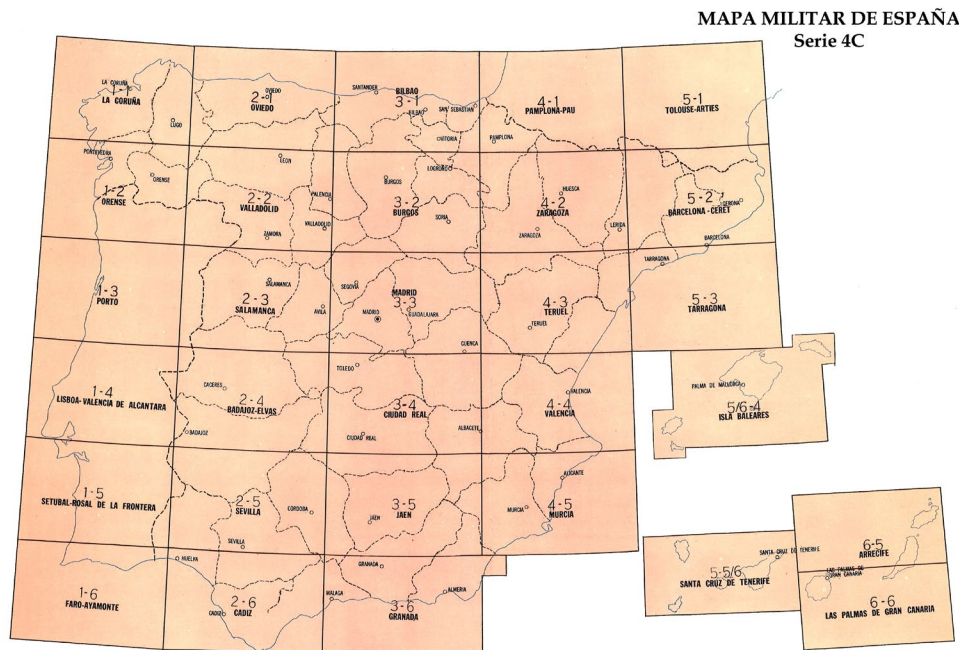 MAPA MILITAR DE ESPAÑA
Serie 4C
LA CORUÑA
1-1
LA CORUÑA
LUGO
OVIEDO
2-1
OVIEDO
SANTANDER
BILBAO
3-1
BILBAO
SAN SEBASTIAN
VITORIA
4-1
PAMPLONA-PAU
PAMPLONA
5-1
TOLOUSE-ARTIES
PONTEVEDRA
ORENSE
1-2
ORENSE
LEON
2-2
VALLADOLID
PALENCIA
ZAMORA
VALLADOLID
LOGROÑO
BURGOS
3-2
BURGOS
SORIA
HUESCA
4-2
ZARAGOZA
ZARAGOZA
LERIDA
5-2
GERONA
BARCELONA-CERET
BARCELONA
TARRAGONA
1-3
PORTO
SALAMANCA
2-3
SALAMANCA
AVILA
SEGOVIA
MADRID
3-3
MADRID
GUADALAJARA
CUENCA
4-3
TERUEL
TERUEL
5-3
TARRAGONA
1-4
LISBOA-VALENCIA DE ALCANTARA
CACERES
2-4
BADAJOZ-ELVAS
BADAJOZ
TOLEDO
3-4
CIUDAD REAL
CIUDAD REAL
ALBACETE
VALENCIA
4-4
VALENCIA
PALMA DE MALLORCA
5/6-4
ISLA BALEARES
1-5
SETUBAL-ROSAL DE LA FRONTERA
2-5
SEVILLA
CORDOBA
SEVILLA
HUELVA
3-5
JAEN
JAEN
ALICANTE
MURCIA
4-5
MURCIA
1-6
FARO-AYAMONTE
2-6
CADIZ
CADIZ
MALAGA
GRANADA
3-6
GRANADA
ALMERIA
SANTA CRUZ DE TENERIFE
5-5/6
SANTA CRUZ DE TENERIFE
6-5
ARRECIFE
LAS PALMAS DE
GRAN CANARIA
6-6
LAS PALMAS DE GRAN CANARIA